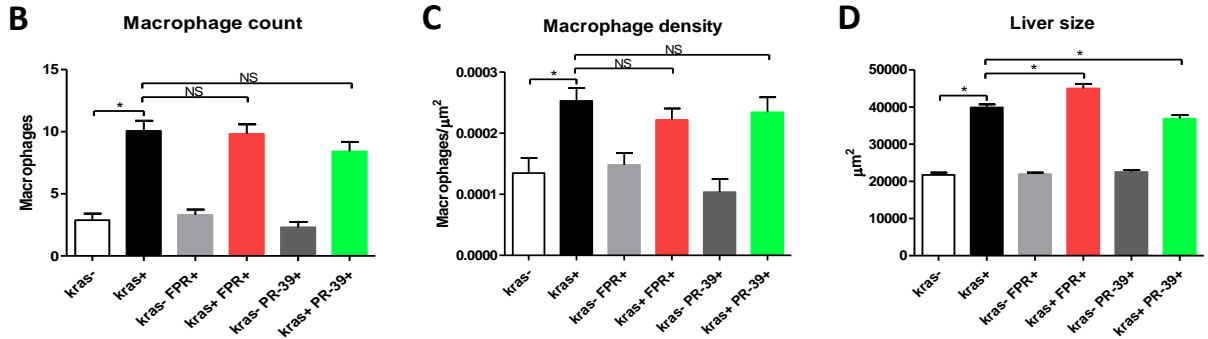 B
Macrophage count
Macrophages
15
10
5
0
*
NS
NS
kras-
kras+
kras- FPR+
kras+ FPR+
kras- PR-39+
kras+ PR-39+
C
Macrophage density
Macrophages/μm²
0.0003
0.0002
0.0001
0.0000
*
NS
NS
kras-
kras+
kras- FPR+
kras+ FPR+
kras- PR-39+
kras+ PR-39+
D
Liver size
μm²
50000
40000
30000
20000
10000
0
*
*
*
kras-
kras+
kras- FPR+
kras+ FPR+
kras- PR-39+
kras+ PR-39+